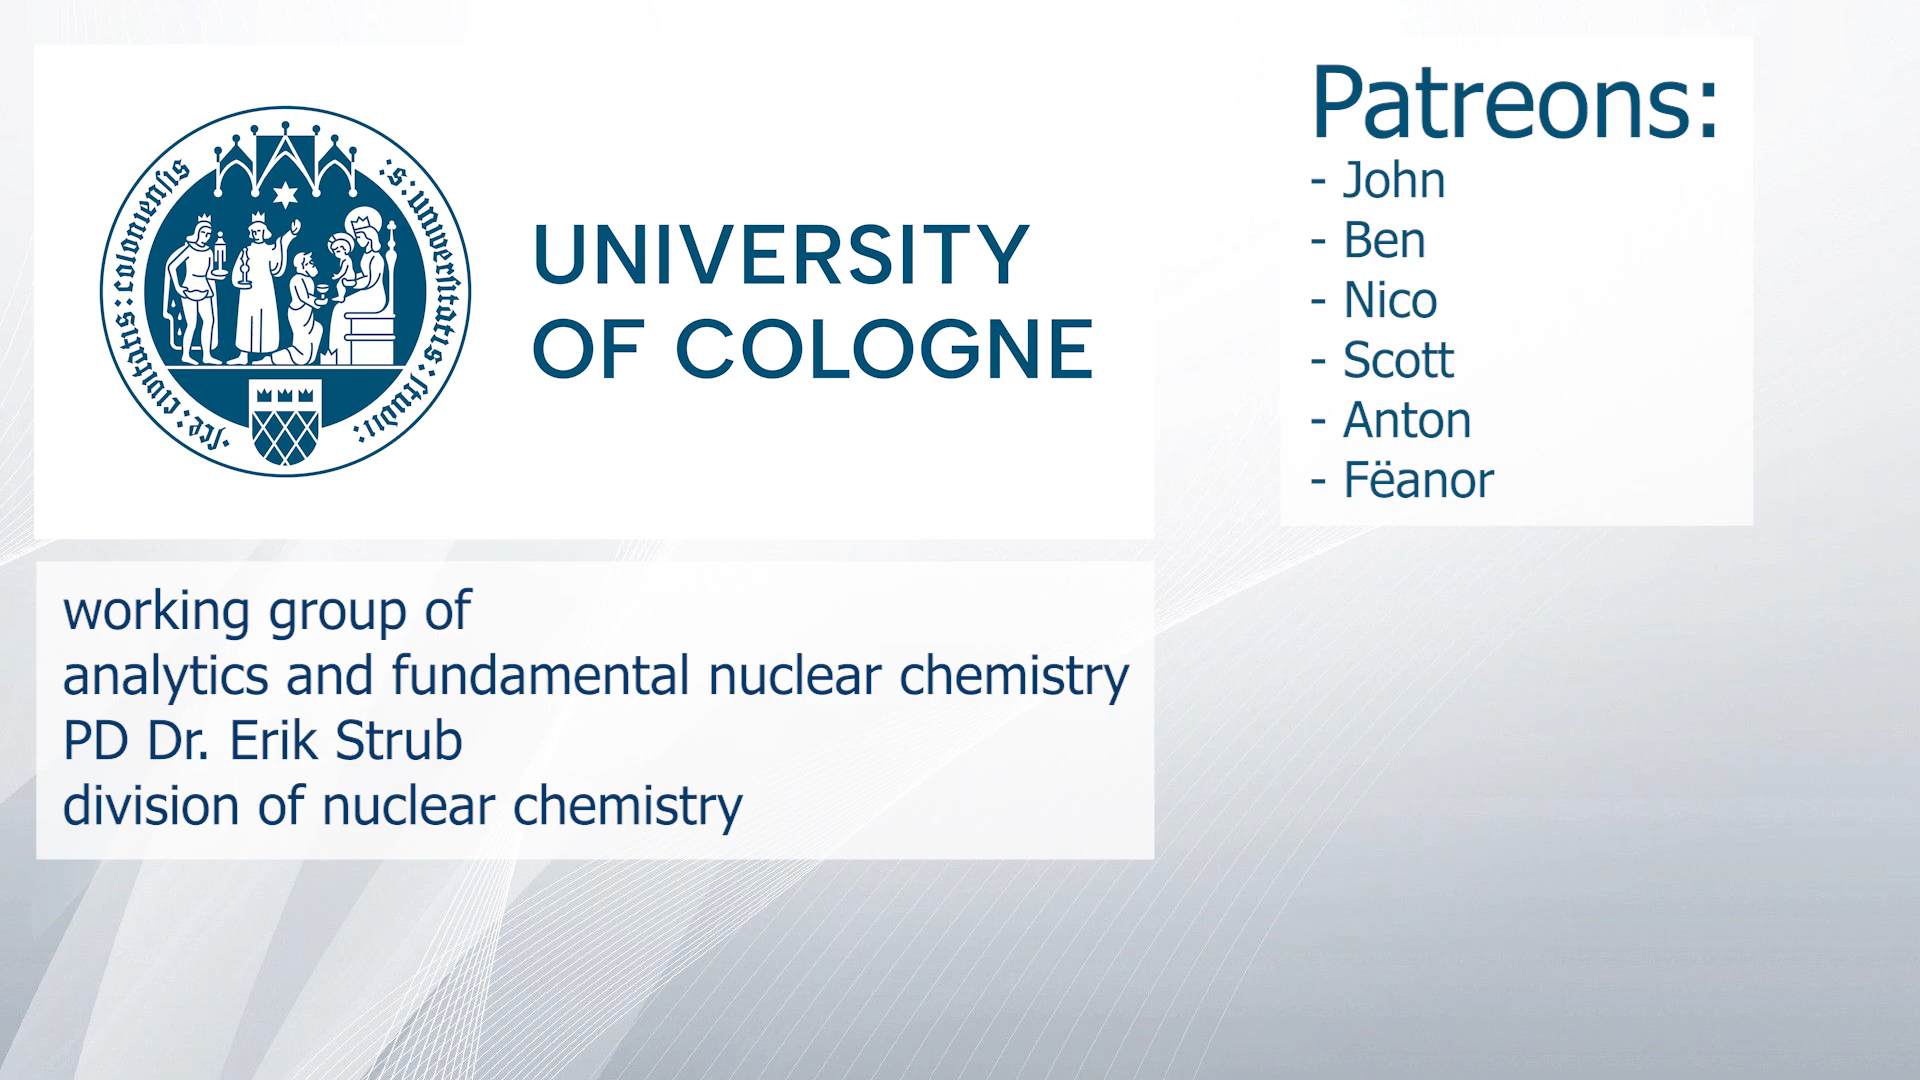 UNIVERSITY
OF COLOGNE
working group of
analytics and fundamental nuclear chemistry
PD Dr. Erik Strub
division of nuclear chemistry
Patreons:
- John
- Ben
- Nico
- Scott
- Anton
- Fëanor